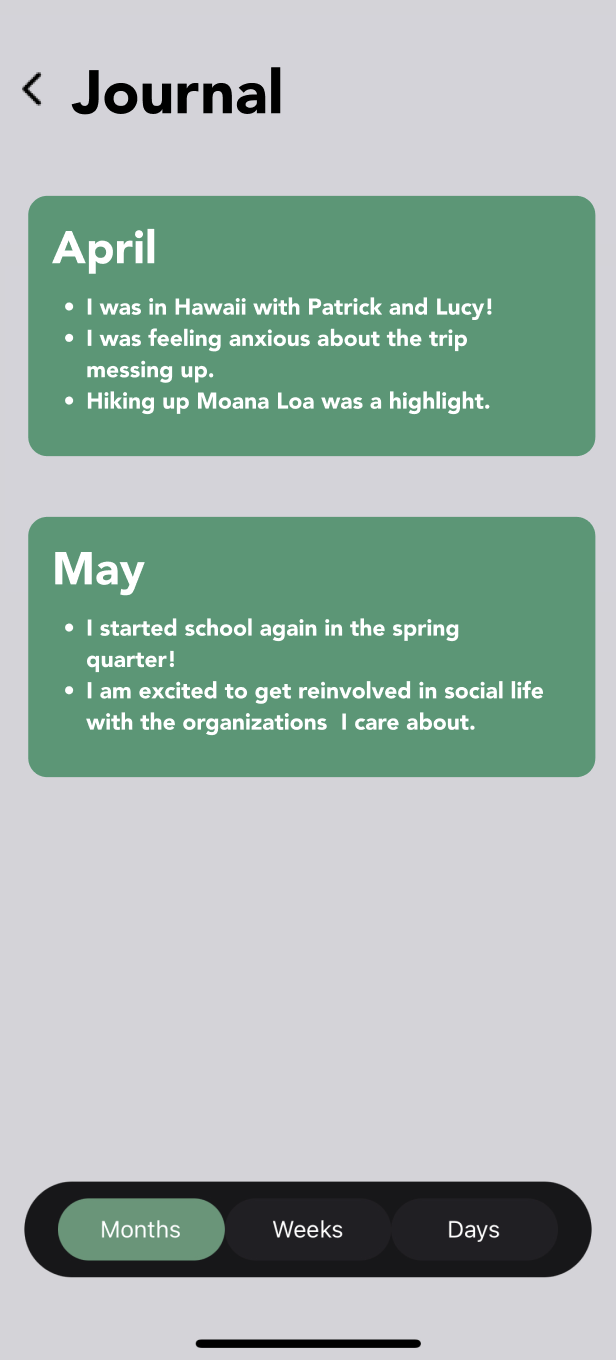 Journal
April
• I was in Hawaii with Patrick and Lucy!
• I was feeling anxious about the trip
messing up.
• Hiking up Moana Loa was a highlight.
May
• I started school again in the spring
quarter!
• I am excited to get reinvolved in social life
with the organizations  I care about.
Months Weeks Days